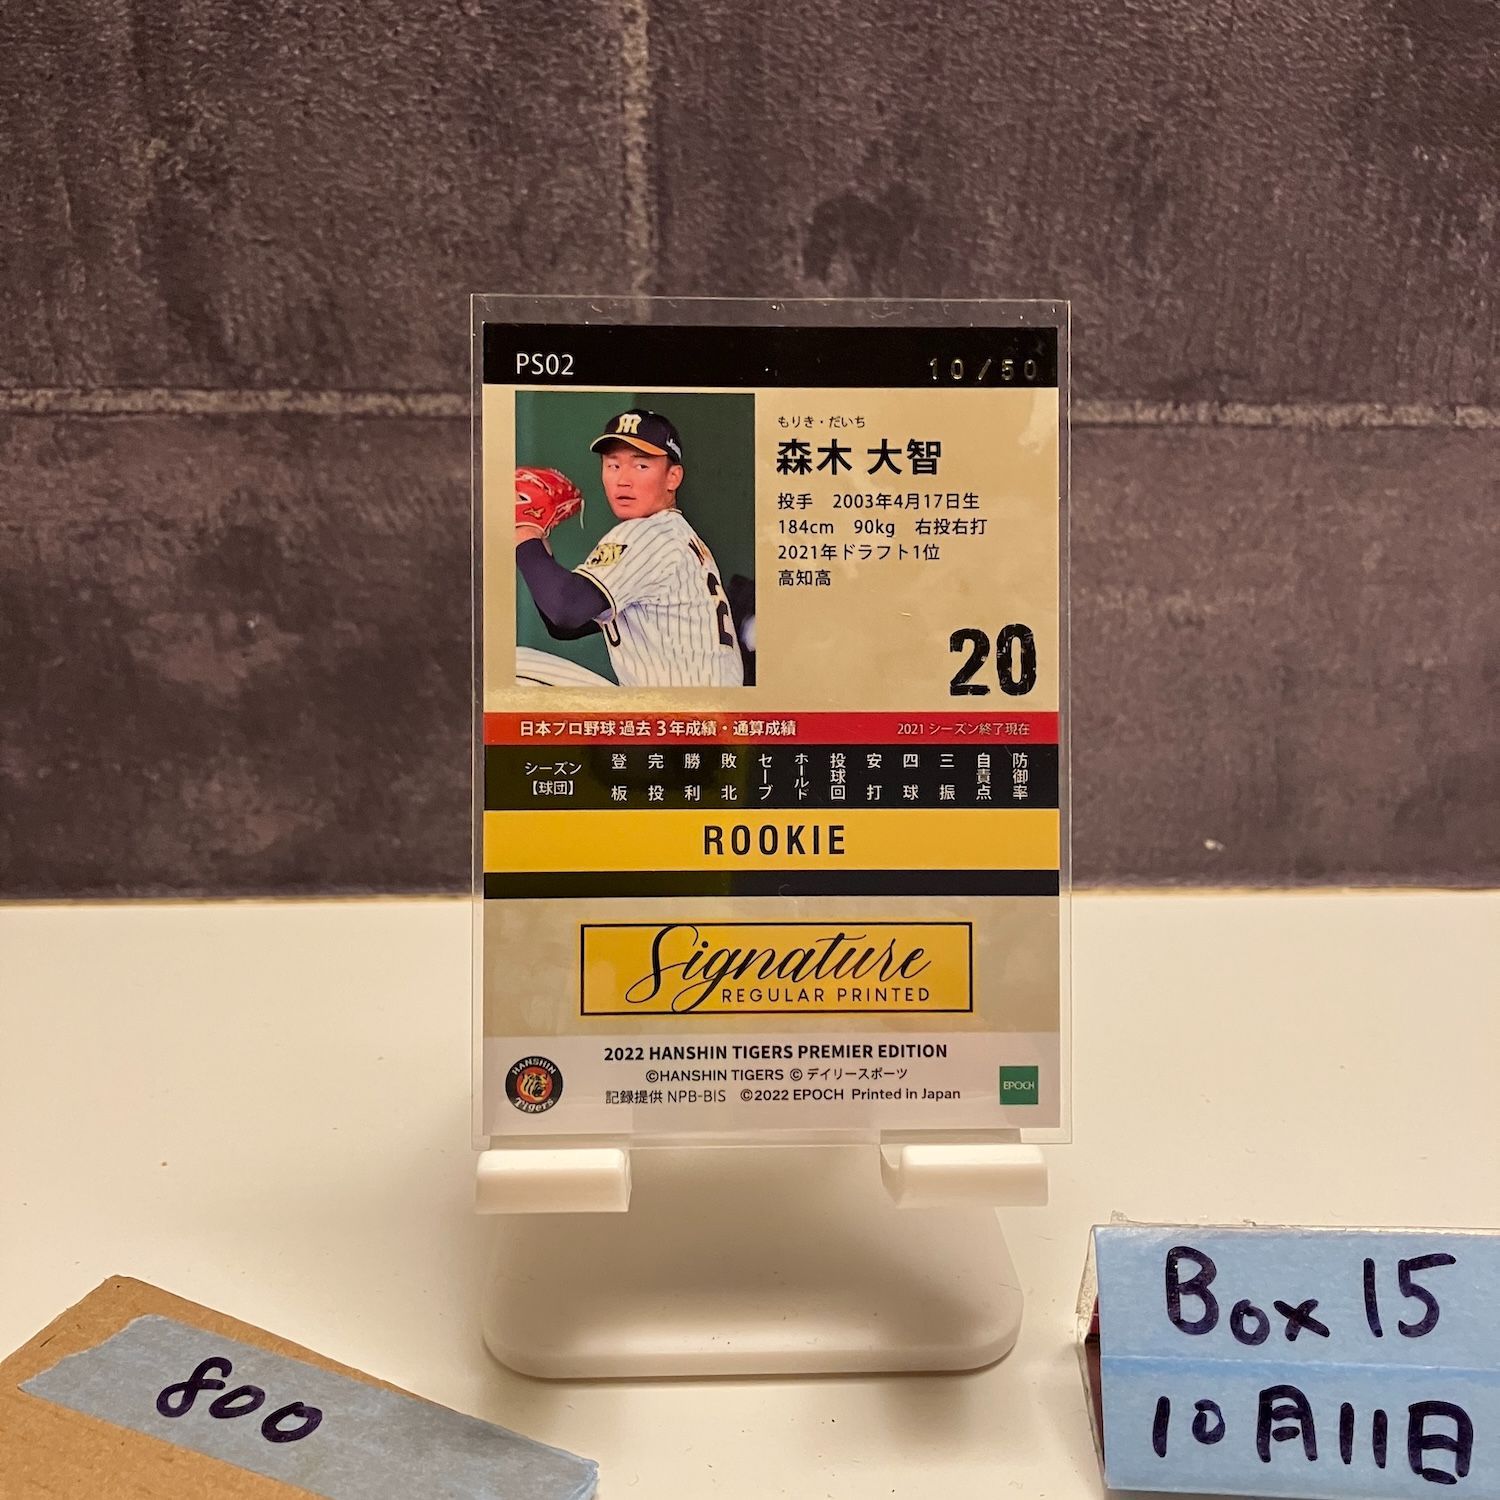 PS02
10/50
もりき・だいち
森木 大智
投手 2003年4月17日生
184cm 90kg 右投右打
2021年ドラフト1位
高知高
20
日本プロ野球 過去 3年成績・通算成績 2021 シーズン終了現在
シーズン【球団】 登板 完投 勝利 敗北 セーブ ホールド 投球回 安打 四球 三振 自責点 防御率
ROOKIE
Signature
REGULAR PRINTED
2022 HANSHIN TIGERS PREMIER EDITION
©HANSHIN TIGERS © デイリースポーツ
記録提供 NPB-BIS ©2022 EPOCH Printed in Japan
HANSHIN
Tigers
EPOCH
800
Box 15
10月11日